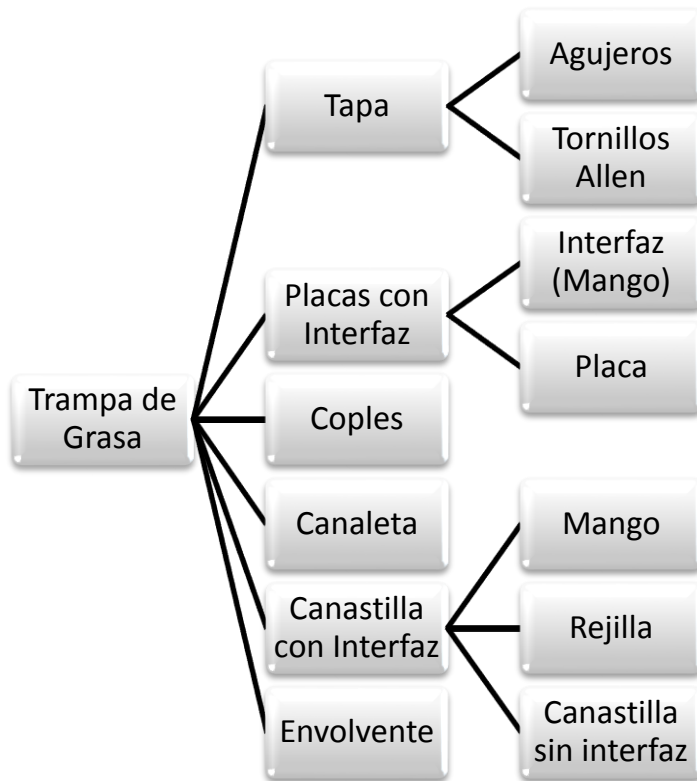 Trampa de
Grasa
Tapa
Agujeros
Tornillos
Allen
Placas con
Interfaz
Interfaz
(Mango)
Placa
Coples
Canaleta
Canastilla
con Interfaz
Mango
Rejilla
Canastilla
sin interfaz
Envolvente